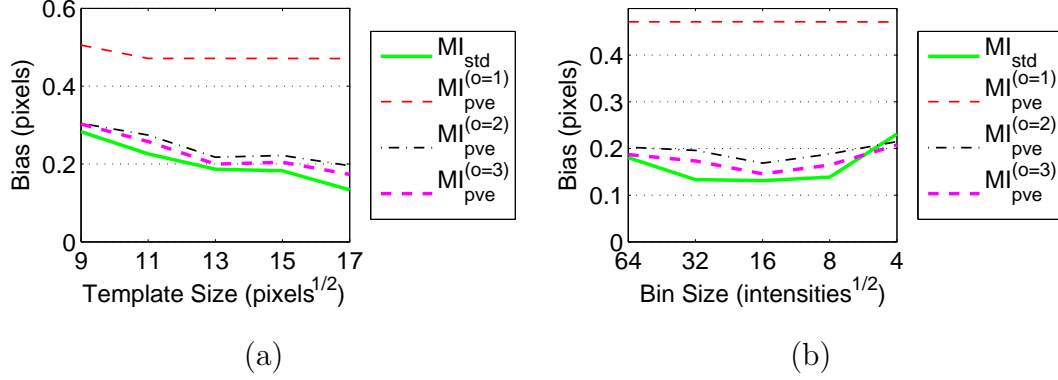 0.6
0.4
0.2
0
Bias (pixels)
9 11 13 15 17
Template Size (pixels^1/2)
MI_std
MI_pve^(o=1)
MI_pve^(o=2)
MI_pve^(o=3)
(a)
0.4
0.3
0.2
0.1
0
Bias (pixels)
64 32 16 8 4
Bin Size (intensities^1/2)
MI_std
MI_pve^(o=1)
MI_pve^(o=2)
MI_pve^(o=3)
(b)